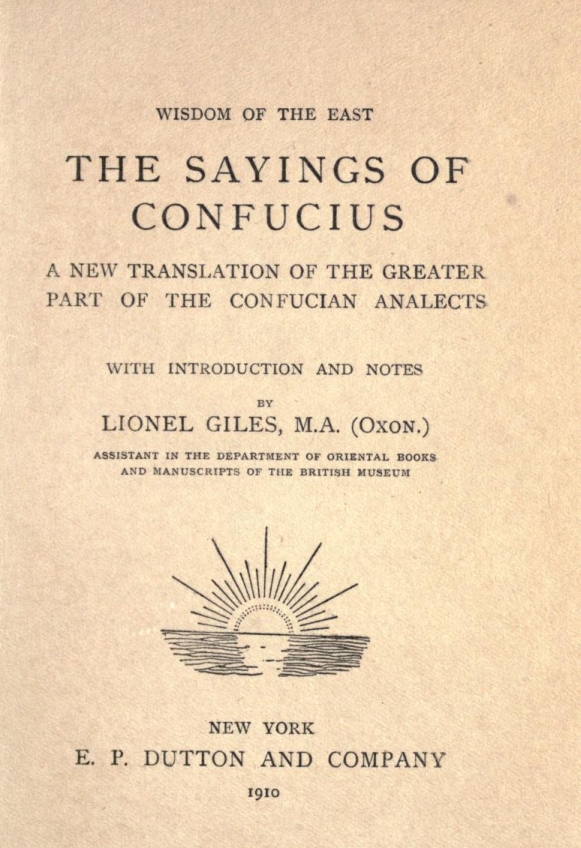 WISDOM OF THE EAST
THE SAYINGS OF
CONFUCIUS
A NEW TRANSLATION OF THE GREATER
PART OF THE CONFUCIAN ANALECTS
WITH INTRODUCTION AND NOTES
BY
LIONEL GILES, M.A. (OXON.)
ASSISTANT IN THE DEPARTMENT OF ORIENTAL BOOKS
AND MANUSCRIPTS OF THE BRITISH MUSEUM
NEW YORK
E. P. DUTTON AND COMPANY
1910